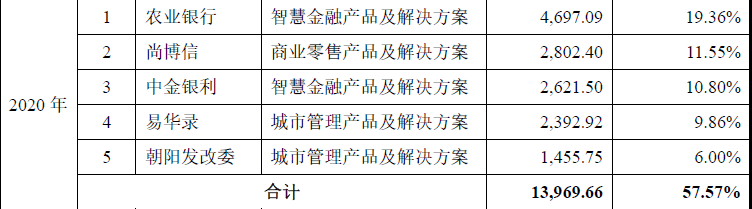 1 农业银行 智慧金融产品及解决方案 4,697.09 19.36%
2 尚博信 商业零售产品及解决方案 2,802.40 11.55%
3 中金银利 智慧金融产品及解决方案 2,621.50 10.80%
2020 年
4 易华录 城市管理产品及解决方案 2,392.92 9.86%
5 朝阳发改委 城市管理产品及解决方案 1,455.75 6.00%
合计 13,969.66 57.57%